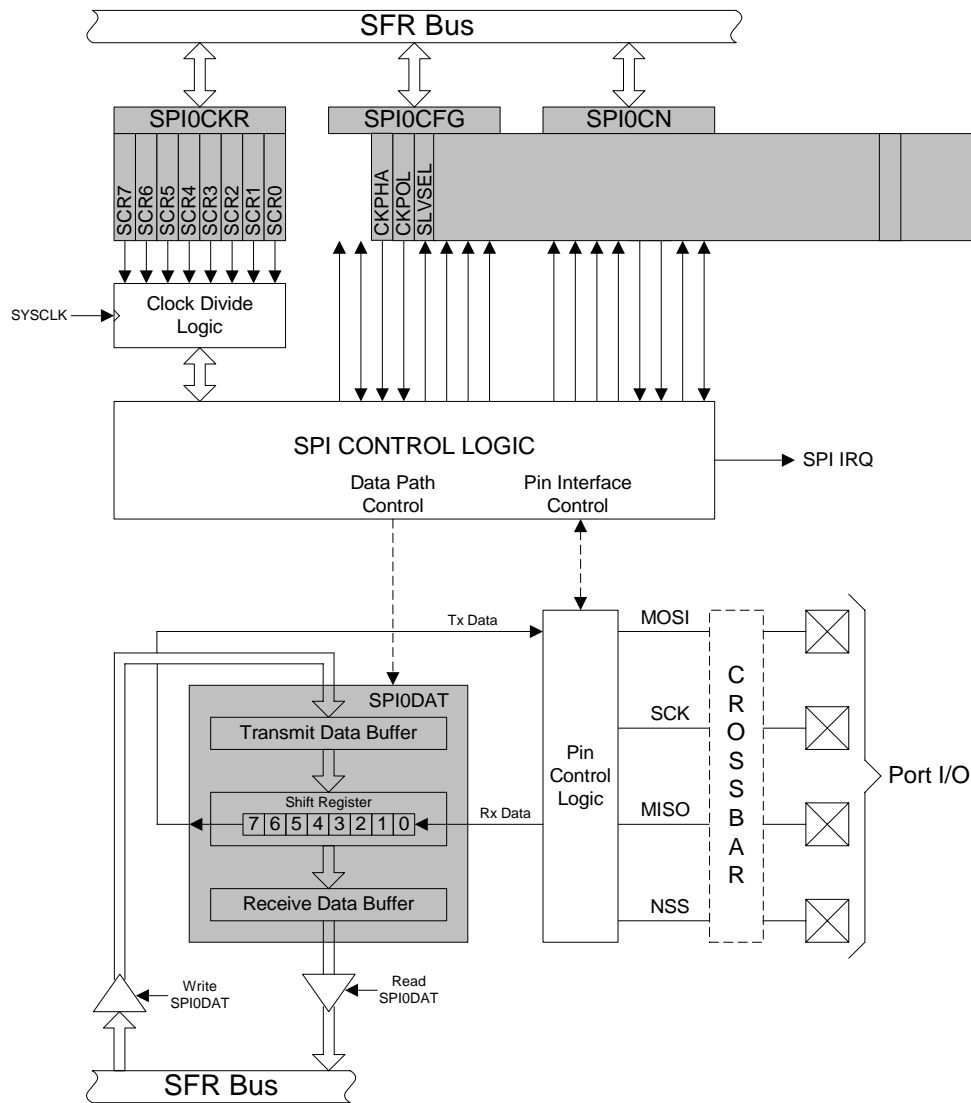 SFR Bus
SPI0CKR
SPI0CFG
SPI0CN
SCR7
SCR6
SCR5
SCR4
SCR3
SCR2
SCR1
SCR0
CKPHA
CKPOL
SLVSEL
SYSCLK
Clock Divide
Logic
SPI CONTROL LOGIC
SPI IRQ
Data Path
Control
Pin Interface
Control
Tx Data
MOSI
SPI0DAT
Transmit Data Buffer
SCK
Shift Register
7 6 5 4 3 2 1 0
Rx Data
Pin
Control
Logic
MISO
Receive Data Buffer
NSS
CROSSBAR
Port I/O
Write
SPI0DAT
Read
SPI0DAT
SFR Bus